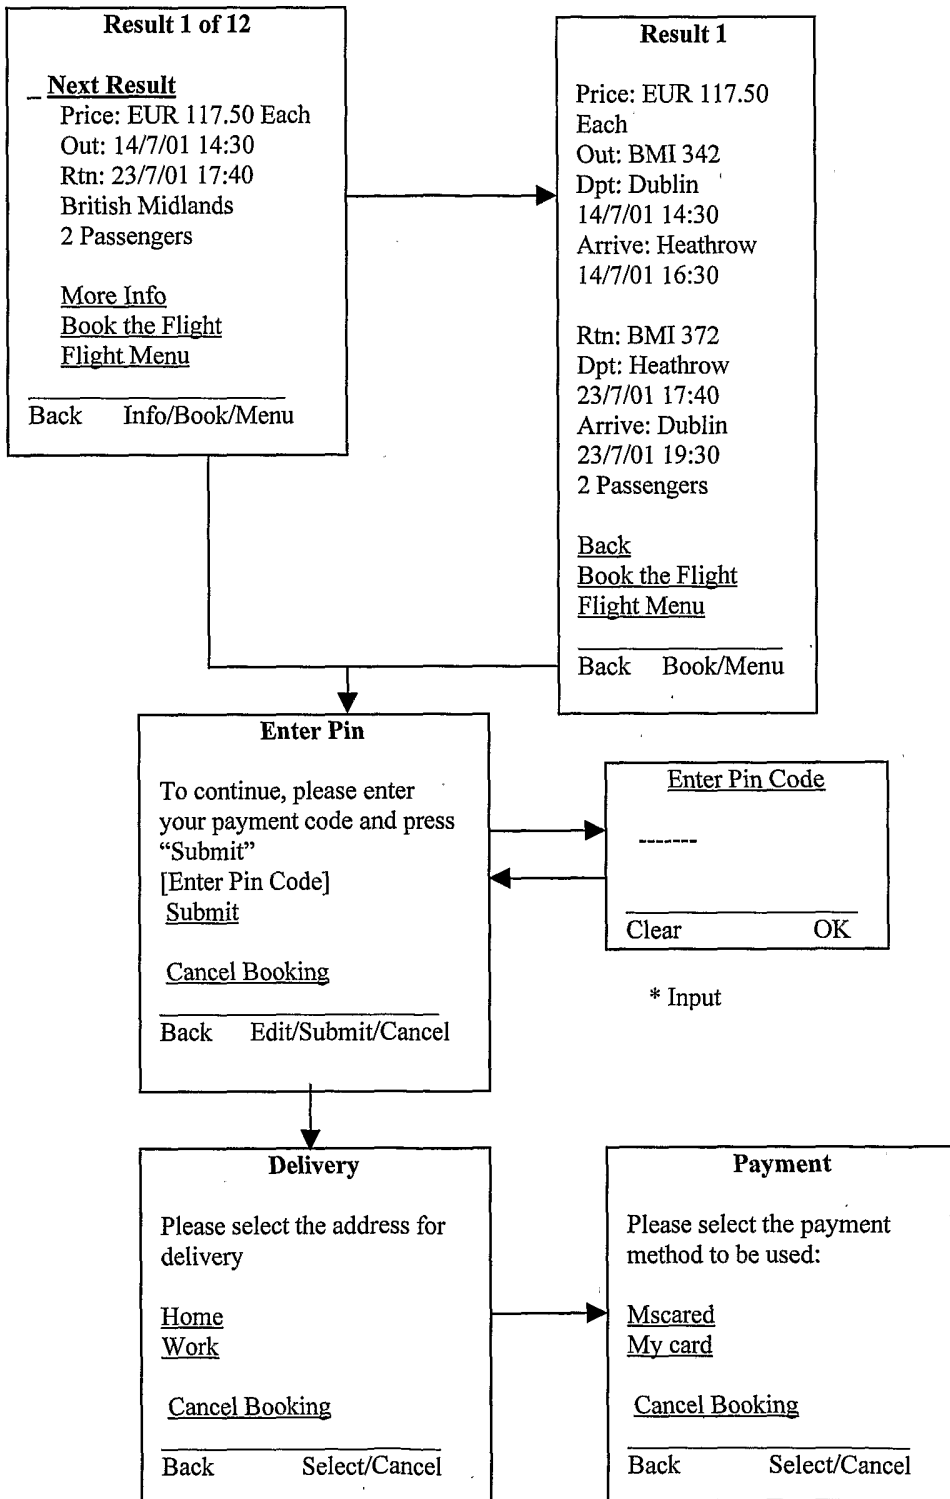 Result 1 of 12
_ Next Result
Price: EUR 117.50 Each
Out: 14/7/01 14:30
Rtn: 23/7/01 17:40
British Midlands
2 Passengers
More Info
Book the Flight
Flight Menu
Back Info/Book/Menu
Result 1
Price: EUR 117.50
Each
Out: BMI 342
Dpt: Dublin
14/7/01 14:30
Arrive: Heathrow
14/7/01 16:30
Rtn: BMI 372
Dpt: Heathrow
23/7/01 17:40
Arrive: Dublin
23/7/01 19:30
2 Passengers
Back
Book the Flight
Flight Menu
Back Book/Menu
Enter Pin
To continue, please enter
your payment code and press
“Submit”
[Enter Pin Code]
Submit
Cancel Booking
Back Edit/Submit/Cancel
Enter Pin Code
-------
Clear OK
* Input
Delivery
Please select the address for
delivery
Home
Work
Cancel Booking
Back Select/Cancel
Payment
Please select the payment
method to be used:
Mscared
My card
Cancel Booking
Back Select/Cancel